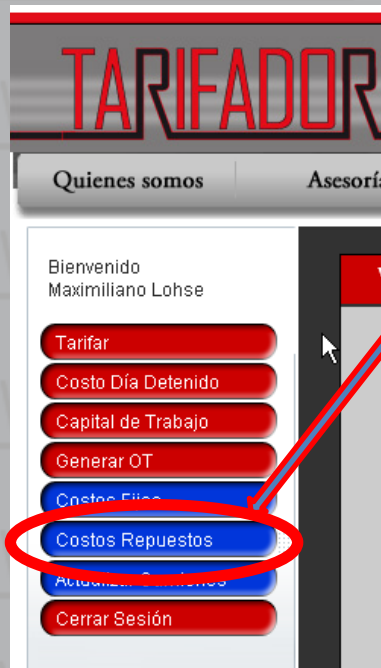 TARIFADOR
Quienes somos Asesoría
Bienvenido
Maximiliano Lohse
Tarifar
Costo Día Detenido
Capital de Trabajo
Generar OT
Costos Fijos
Costos Repuestos
Actualizar
Cerrar Sesión